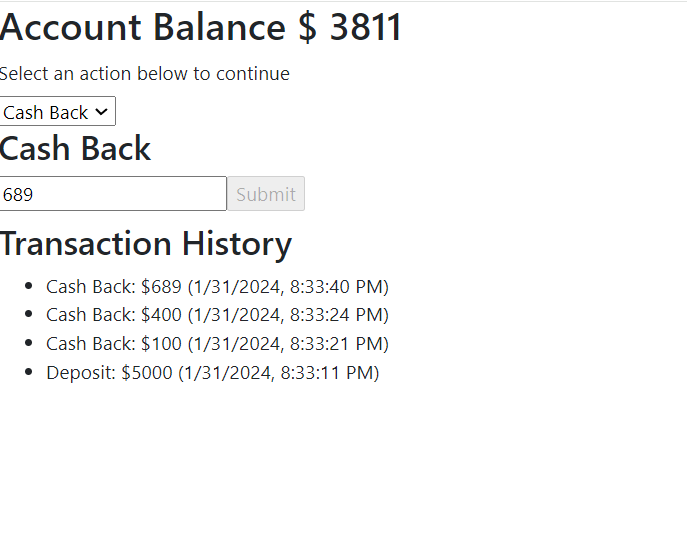 Account Balance $ 3811
Select an action below to continue
Cash Back
Cash Back
689 Submit
Transaction History
Cash Back: $689 (1/31/2024, 8:33:40 PM)
Cash Back: $400 (1/31/2024, 8:33:24 PM)
Cash Back: $100 (1/31/2024, 8:33:21 PM)
Deposit: $5000 (1/31/2024, 8:33:11 PM)